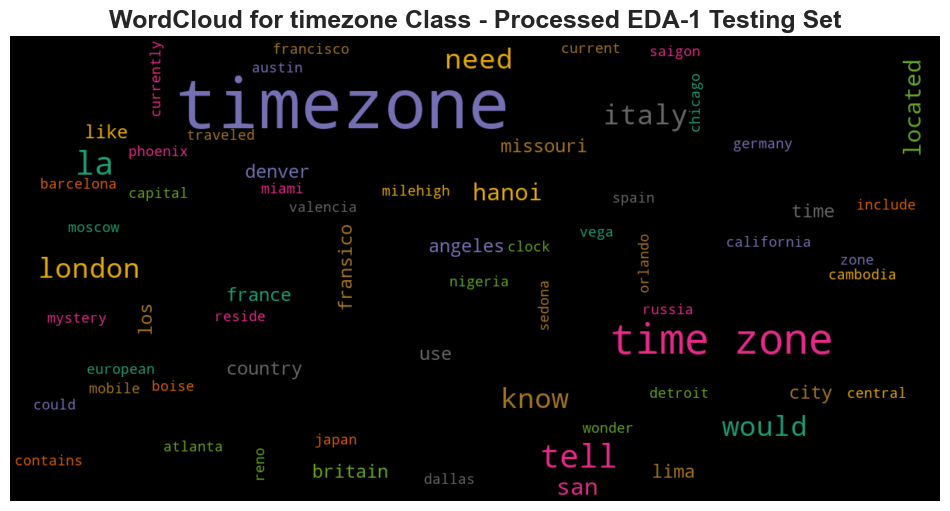 WordCloud for timezone Class - Processed EDA-1 Testing Set
francisco
current
saigon
currently
need
austin
timezone
chicago
located
italy
like
traveled
missouri
germany
phoenix
la
denver
barcelona
capital
miami
milehigh
hanoi
spain
valencia
time
include
moscow
vega
angeles
clock
california
orlando
fransico
zone
london
cambodia
nigeria
france
sedona
mystery
los
reside
russia
time zone
use
european
country
mobile
boise
detroit
city
central
could
know
would
wonder
atlanta
japan
tell
contains
reno
britain
lima
dallas
san